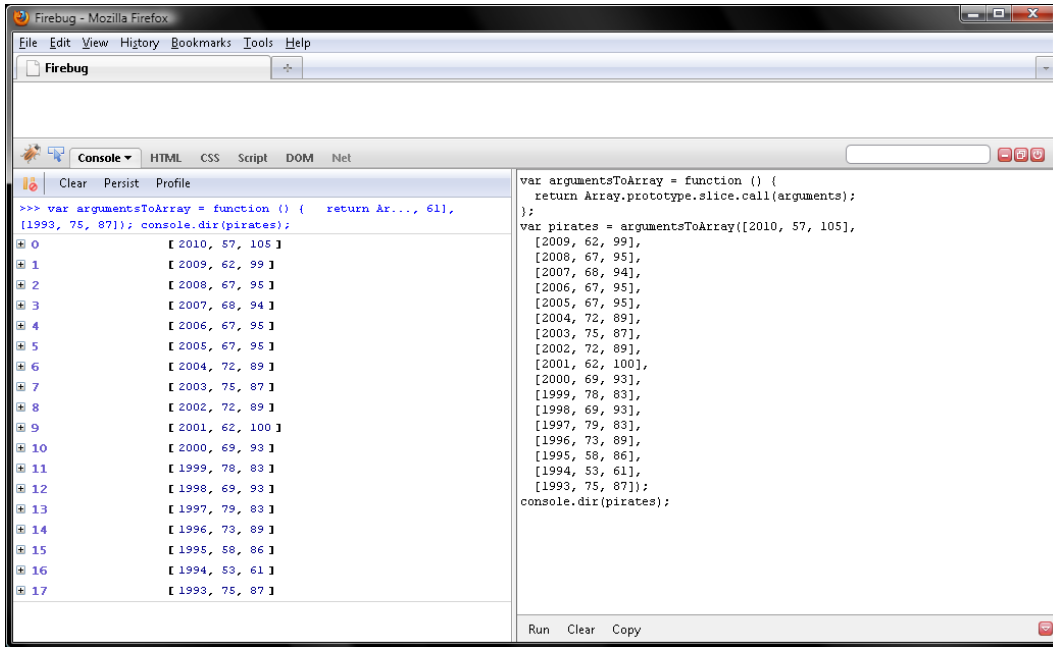 Firebug - Mozilla Firefox
File Edit View History Bookmarks Tools Help
Firebug
Console HTML CSS Script DOM Net
Clear Persist Profile
>>> var argumentsToArray = function () {   return Ar..., 61],
[1993, 75, 87]); console.dir(pirates);
0 [ 2010, 57, 105 ]
1 [ 2009, 62, 99 ]
2 [ 2008, 67, 95 ]
3 [ 2007, 68, 94 ]
4 [ 2006, 67, 95 ]
5 [ 2005, 67, 95 ]
6 [ 2004, 72, 89 ]
7 [ 2003, 75, 87 ]
8 [ 2002, 72, 89 ]
9 [ 2001, 62, 100 ]
10 [ 2000, 69, 93 ]
11 [ 1999, 78, 83 ]
12 [ 1998, 69, 93 ]
13 [ 1997, 79, 83 ]
14 [ 1996, 73, 89 ]
15 [ 1995, 58, 86 ]
16 [ 1994, 53, 61 ]
17 [ 1993, 75, 87 ]
var argumentsToArray = function () {
  return Array.prototype.slice.call(arguments);
};
var pirates = argumentsToArray([2010, 57, 105],
  [2009, 62, 99],
  [2008, 67, 95],
  [2007, 68, 94],
  [2006, 67, 95],
  [2005, 67, 95],
  [2004, 72, 89],
  [2003, 75, 87],
  [2002, 72, 89],
  [2001, 62, 100],
  [2000, 69, 93],
  [1999, 78, 83],
  [1998, 69, 93],
  [1997, 79, 83],
  [1996, 73, 89],
  [1995, 58, 86],
  [1994, 53, 61],
  [1993, 75, 87]);
console.dir(pirates);
Run Clear Copy